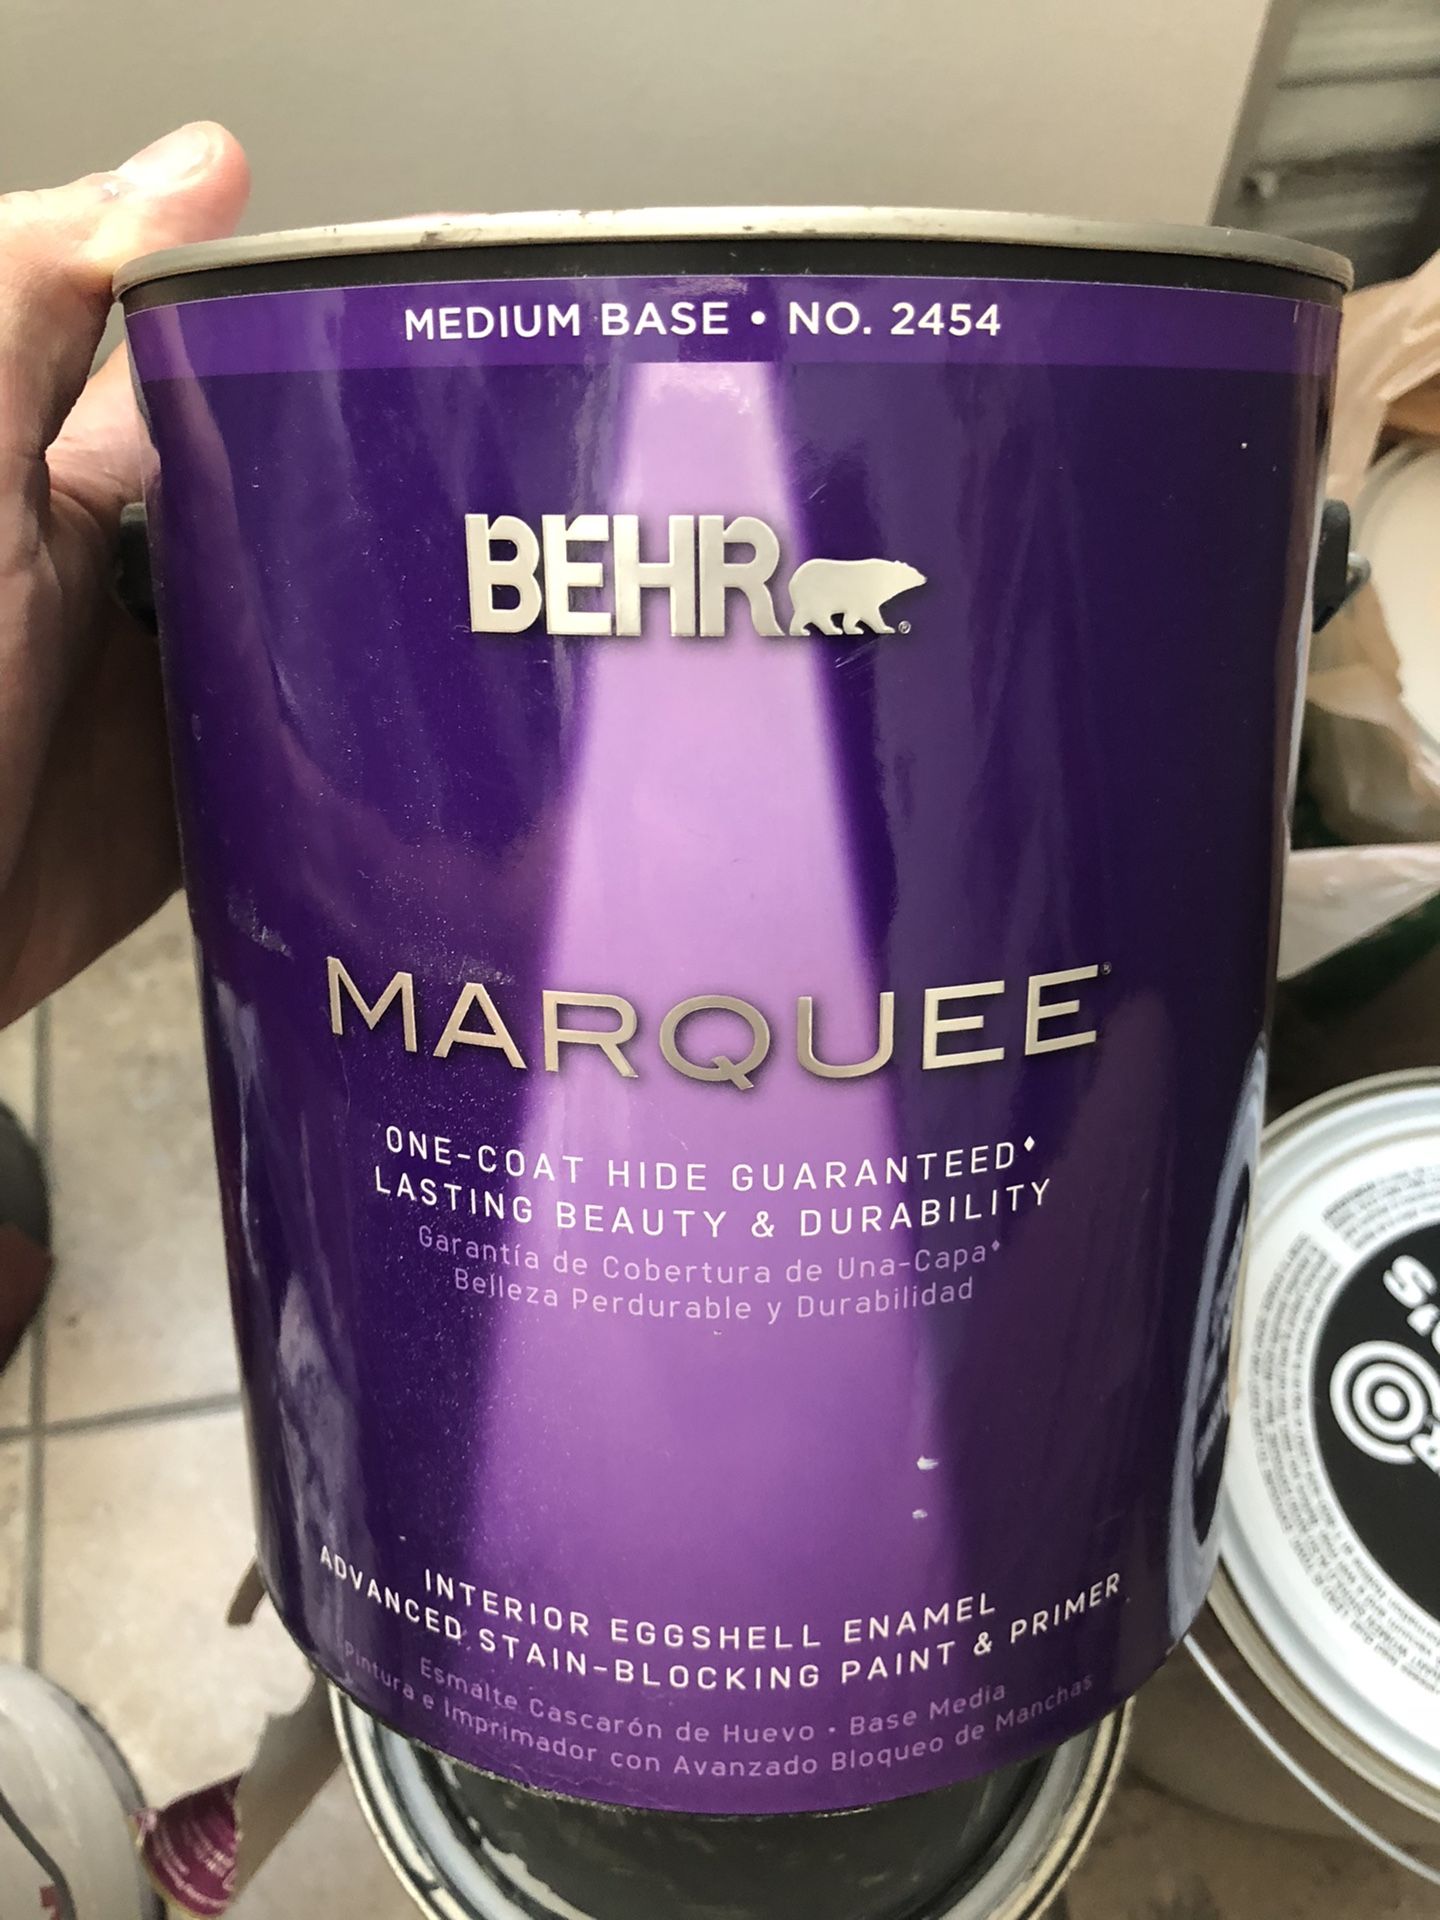 MEDIUM BASE • NO. 2454
BEHR®
MARQUEE®
ONE-COAT HIDE GUARANTEED♦
LASTING BEAUTY & DURABILITY
Garantía de Cobertura de Una-Capa♦
Belleza Perdurable y Durabilidad
INTERIOR EGGSHELL ENAMEL
ADVANCED STAIN-BLOCKING PAINT & PRIMER
Esmalte Cascarón de Huevo • Base Media
Pintura e Imprimador con Avanzado Bloqueo de Manchas